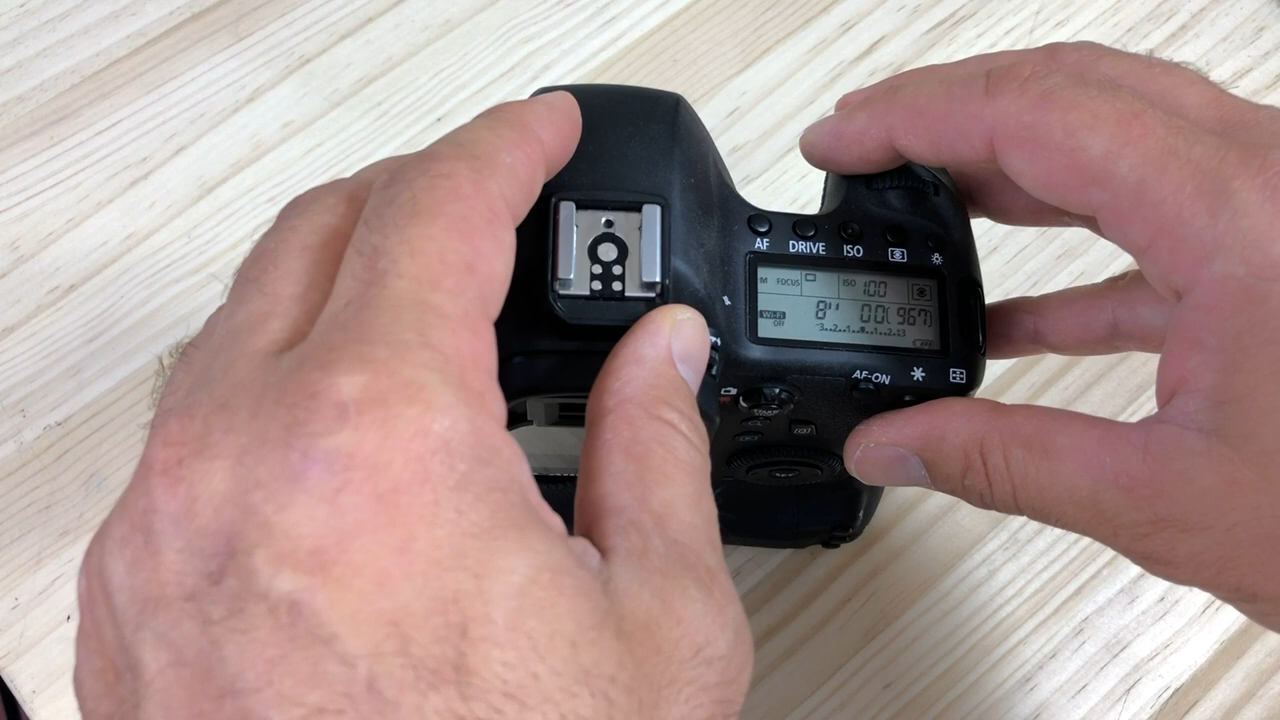 AF DRIVE ISO
M FOCUS ISO 100
Wi-Fi OFF 8" 00(967)
-3..2..1..0..1..2..:3
AF-ON